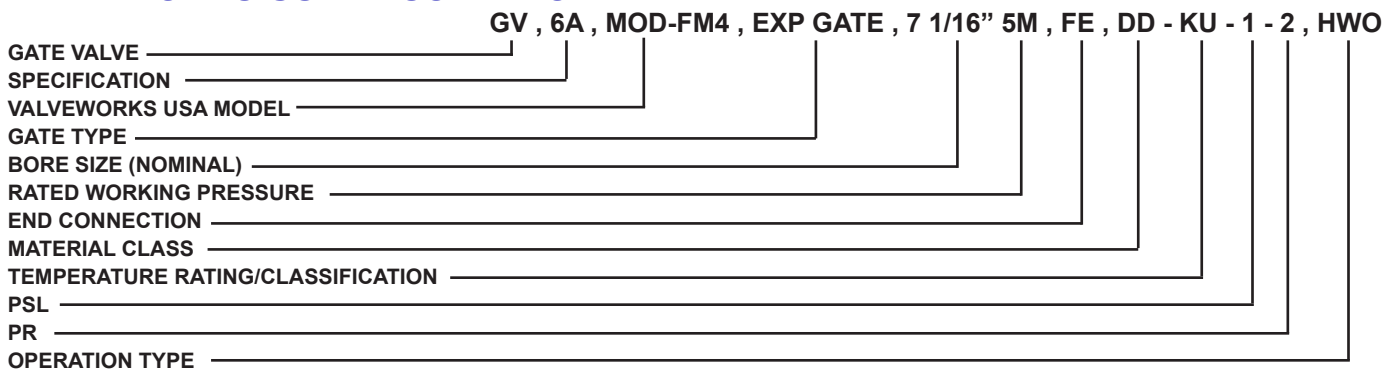 GV , 6A , MOD-FM4 , EXP GATE , 7 1/16” 5M , FE , DD - KU - 1 - 2 , HWO
GATE VALVE
SPECIFICATION
VALVEWORKS USA MODEL
GATE TYPE
BORE SIZE (NOMINAL)
RATED WORKING PRESSURE
END CONNECTION
MATERIAL CLASS
TEMPERATURE RATING/CLASSIFICATION
PSL
PR
OPERATION TYPE